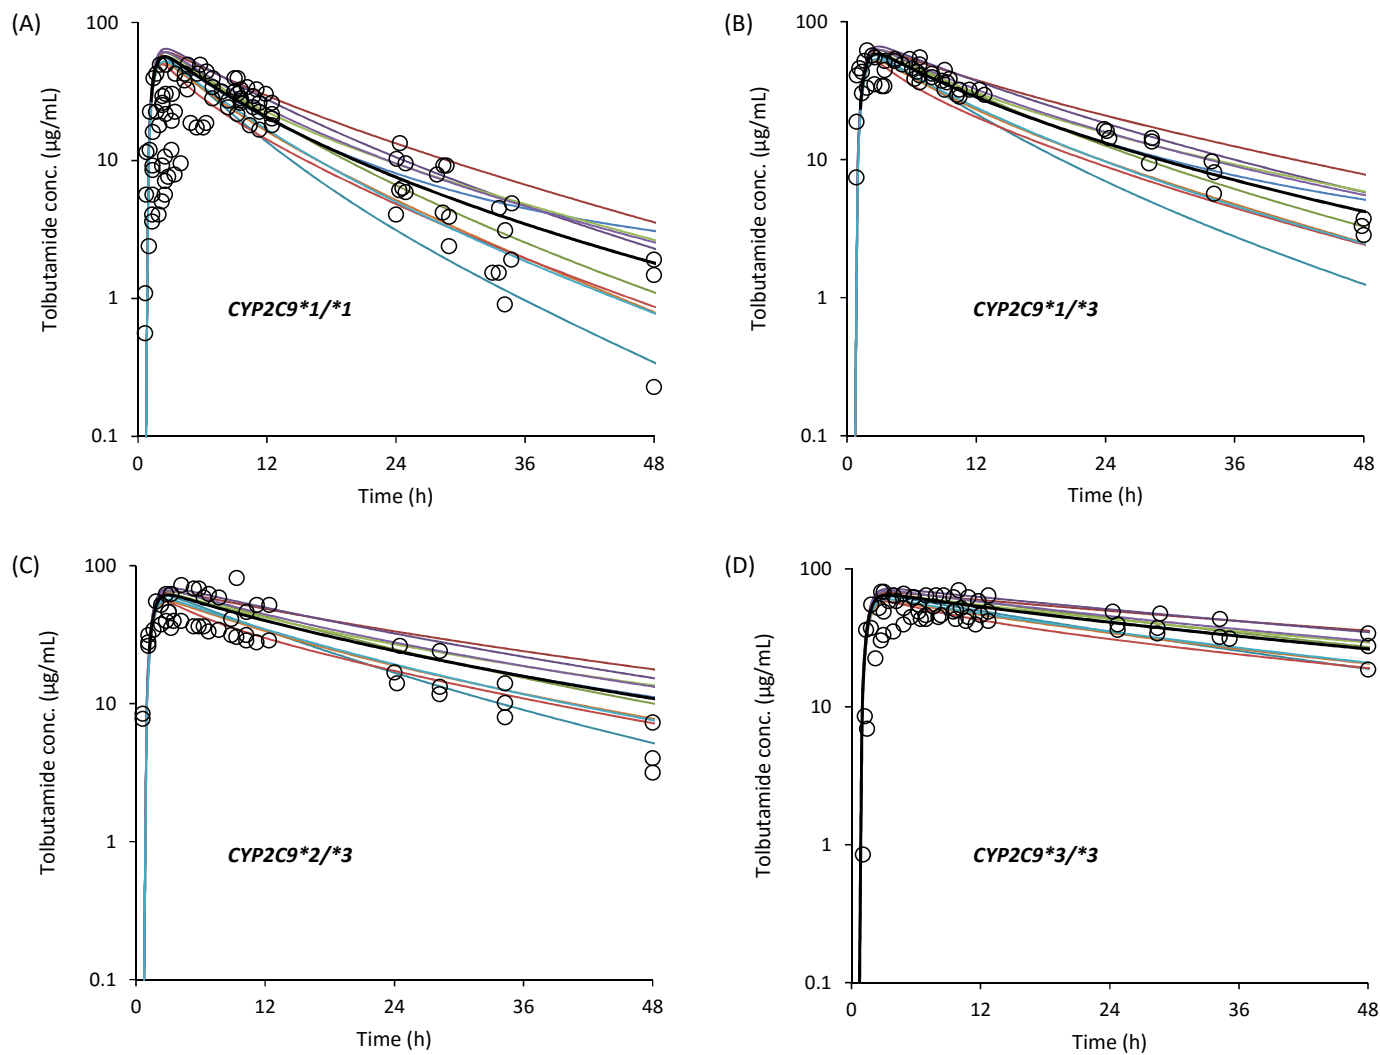 (A)
100
10
1
0.1
Tolbutamide conc. (µg/mL)
CYP2C9*1/*1
0 12 24 36 48
Time (h)
(B)
100
10
1
0.1
Tolbutamide conc. (µg/mL)
CYP2C9*1/*3
0 12 24 36 48
Time (h)
(C)
100
10
1
0.1
Tolbutamide conc. (µg/mL)
CYP2C9*2/*3
0 12 24 36 48
Time (h)
(D)
100
10
1
0.1
Tolbutamide conc. (µg/mL)
CYP2C9*3/*3
0 12 24 36 48
Time (h)